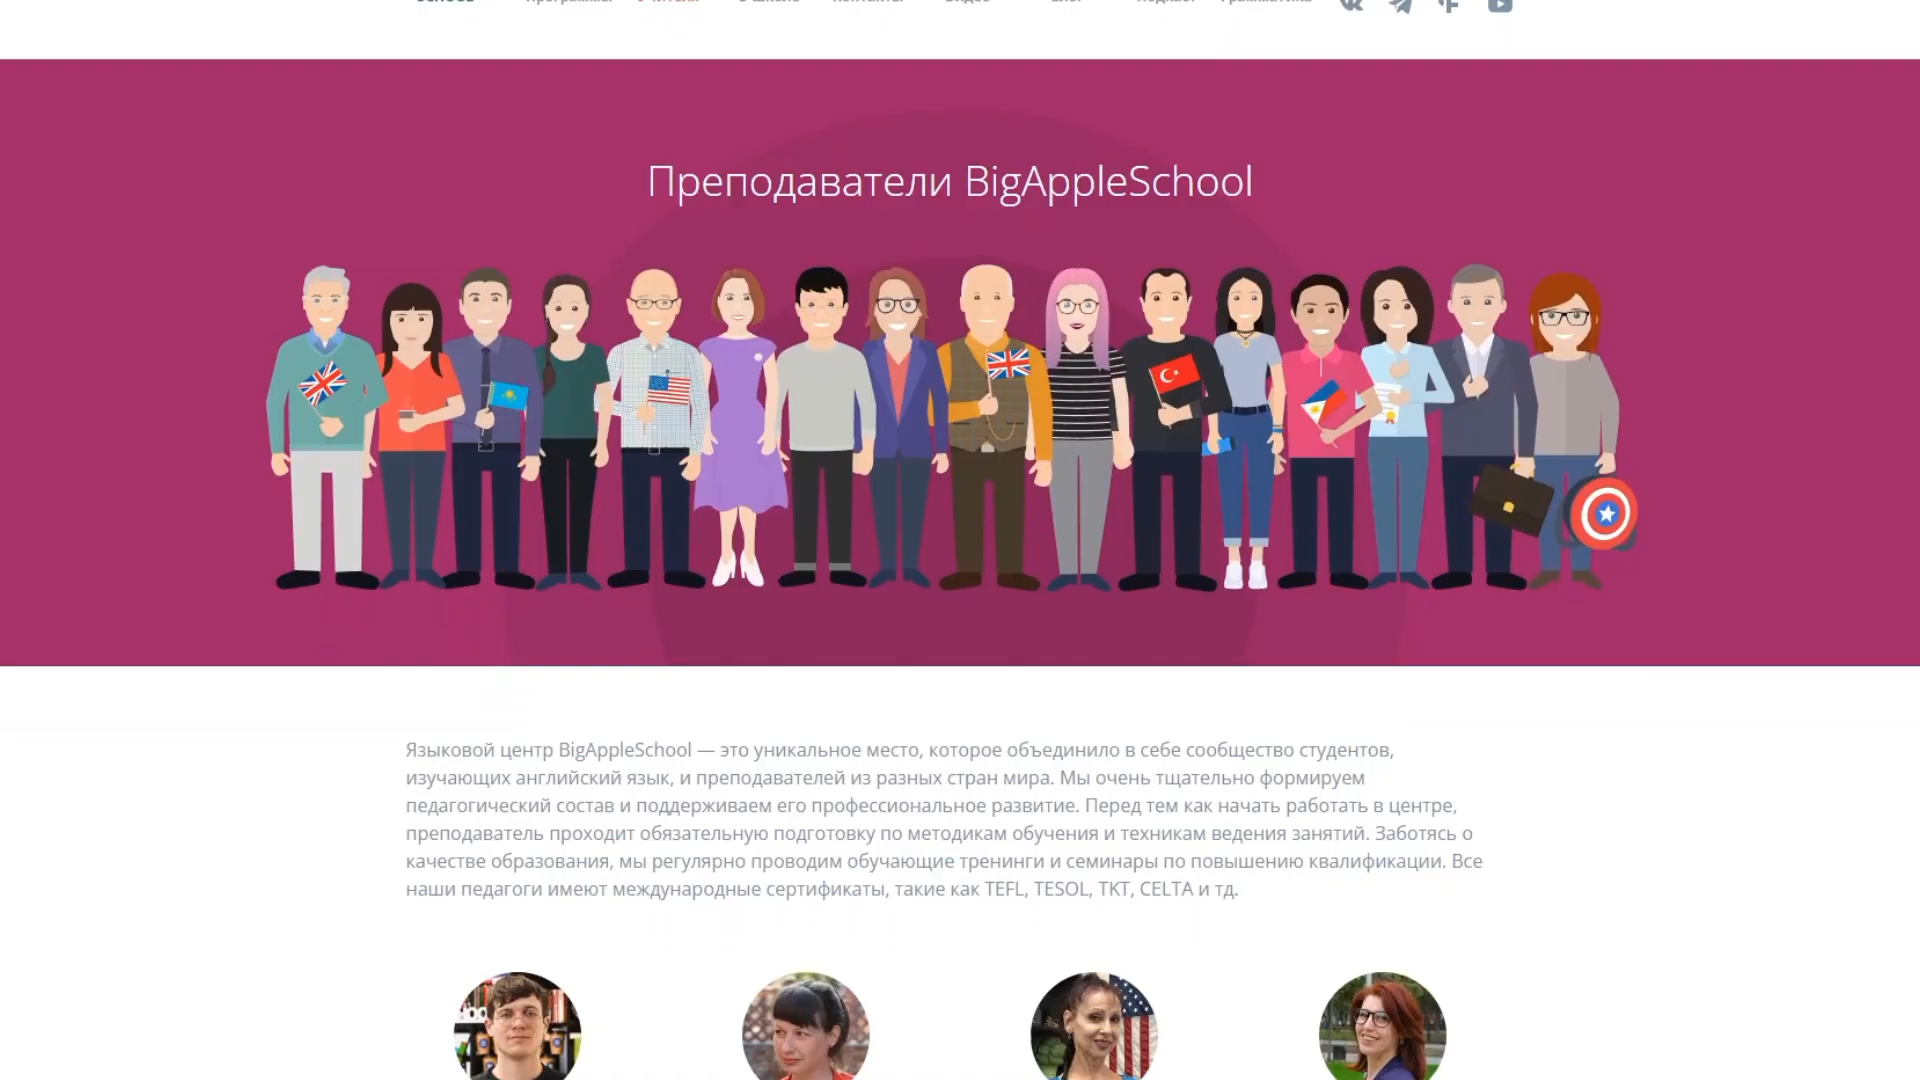 Преподаватели BigAppleSchool
Языковой центр BigAppleSchool — это уникальное место, которое объединило в себе сообщество студентов,
изучающих английский язык, и преподавателей из разных стран мира. Мы очень тщательно формируем
педагогический состав и поддерживаем его профессиональное развитие. Перед тем как начать работать в центре,
преподаватель проходит обязательную подготовку по методикам обучения и техникам ведения занятий. Заботясь о
качестве образования, мы регулярно проводим обучающие тренинги и семинары по повышению квалификации. Все
наши педагоги имеют международные сертификаты, такие как TEFL, TESOL, TKT, CELTA и тд.